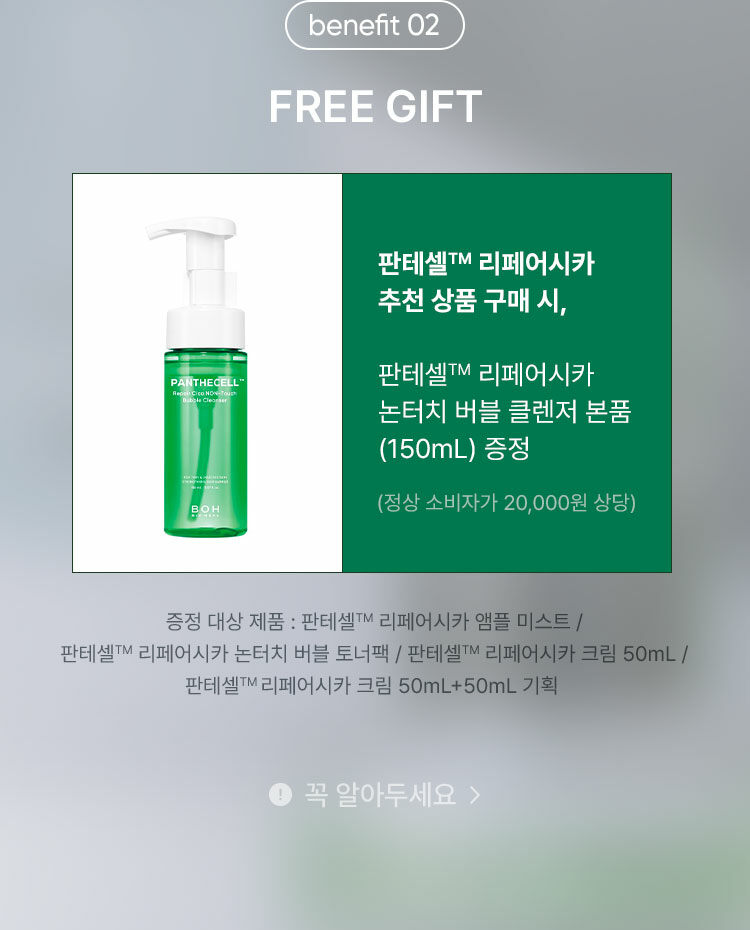 benefit 02
FREE GIFT
PANTHECELL™
Repair Cica NON-Touch
Bubble Cleanser
BOH
판테셀™ 리페어시카
추천 상품 구매 시,
판테셀™ 리페어시카
논터치 버블 클렌저 본품
(150mL) 증정
(정상 소비자가 20,000원 상당)
증정 대상 제품 : 판테셀™ 리페어시카 앰플 미스트 /
판테셀™ 리페어시카 논터치 버블 토너팩 / 판테셀™ 리페어시카 크림 50mL /
판테셀™ 리페어시카 크림 50mL+50mL 기획
! 꼭 알아두세요 >